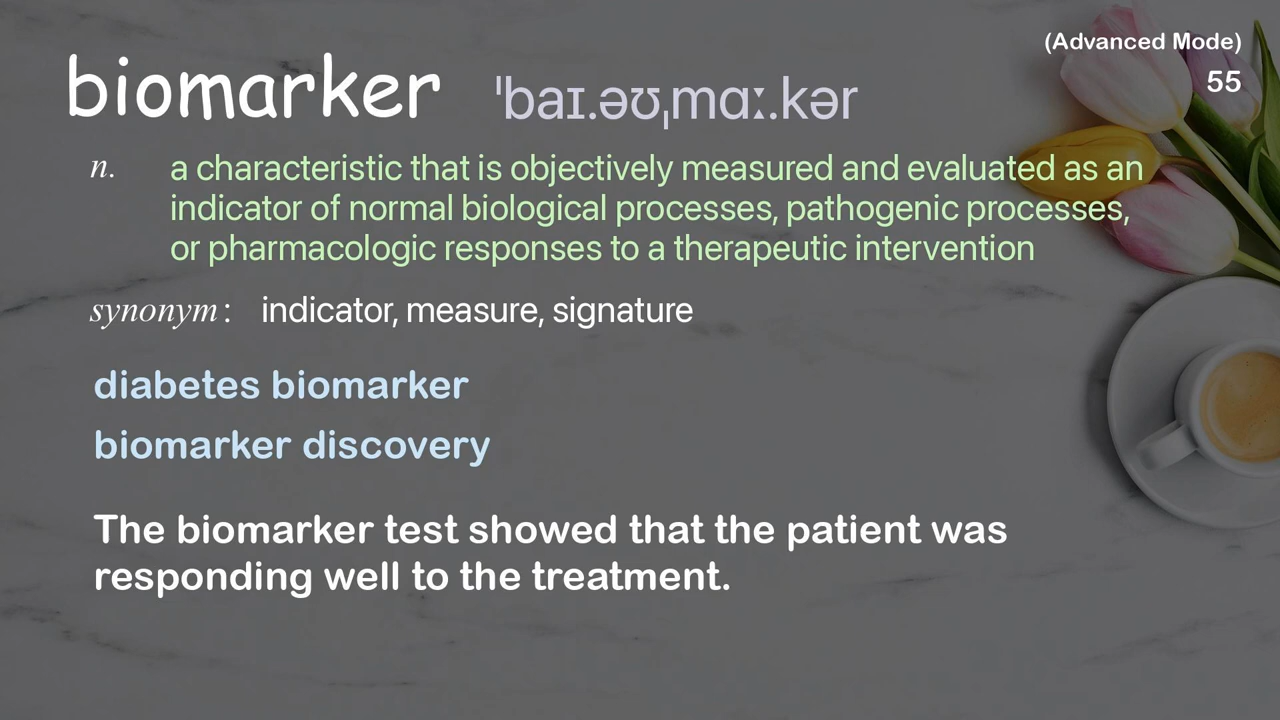 (Advanced Mode)
55
biomarker ˈbaɪ.əʊˌmɑː.kər
n. a characteristic that is objectively measured and evaluated as an
indicator of normal biological processes, pathogenic processes,
or pharmacologic responses to a therapeutic intervention
synonym: indicator, measure, signature
diabetes biomarker
biomarker discovery
The biomarker test showed that the patient was
responding well to the treatment.